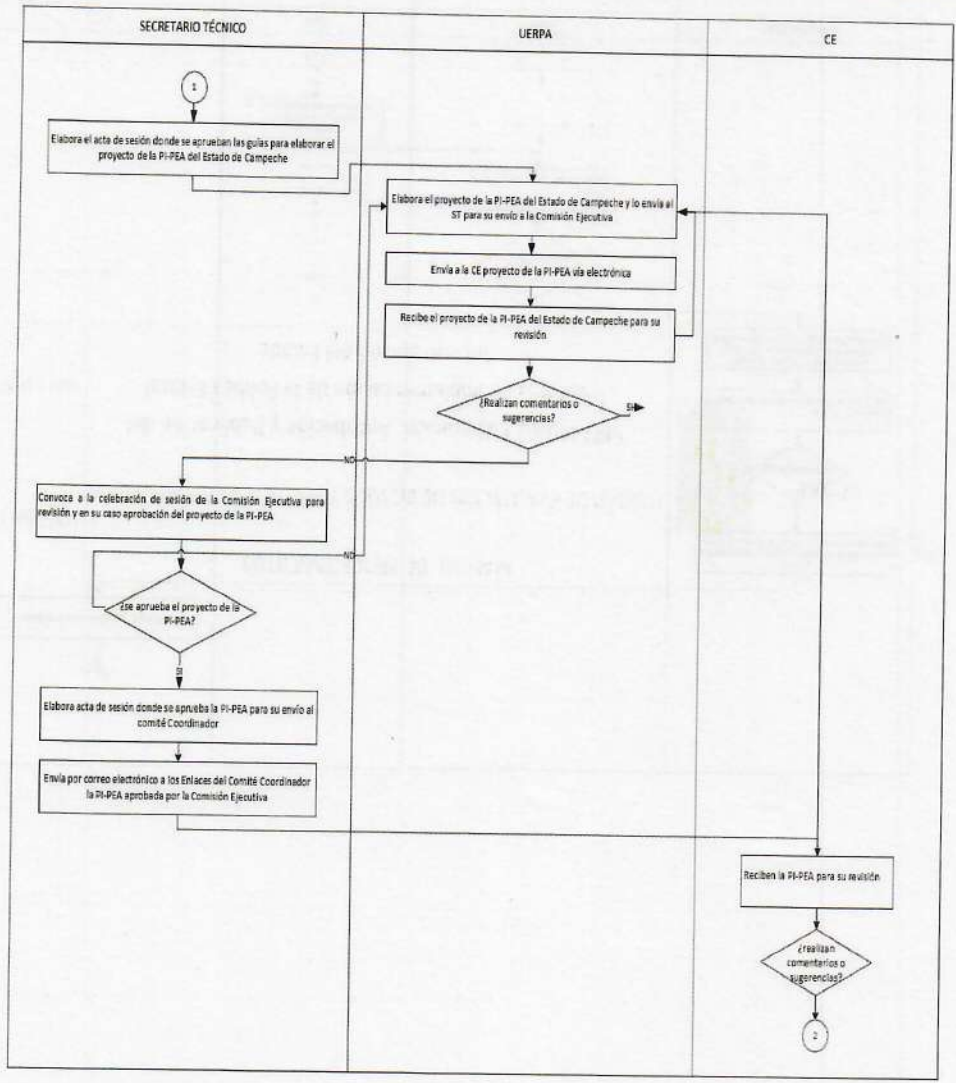 SECRETARIO TÉCNICO
UERPA
CE
1
Elabora el acta de sesión donde se aprueban las guías para elaborar el
proyecto de la PI-PEA del Estado de Campeche
Elabora el proyecto de la PI-PEA del Estado de Campeche y lo envía al
ST para su envío a la Comisión Ejecutiva
Envía a la CE proyecto de la PI-PEA vía electrónica
Recibe el proyecto de la PI-PEA del Estado de Campeche para su
revisión
¿Realizan comentarios o
sugerencias?
SI
NO
Convoca a la celebración de sesión de la Comisión Ejecutiva para
revisión y en su caso aprobación del proyecto de la PI-PEA
NO
¿se aprueba el proyecto de la
PI-PEA?
SI
Elabora acta de sesión donde se aprueba la PI-PEA para su envío al
comité Coordinador
Envía por correo electrónico a los Enlaces del Comité Coordinador
la PI-PEA aprobada por la Comisión Ejecutiva
Reciben la PI-PEA para su revisión
¿realizan
comentarios o
sugerencias?
2